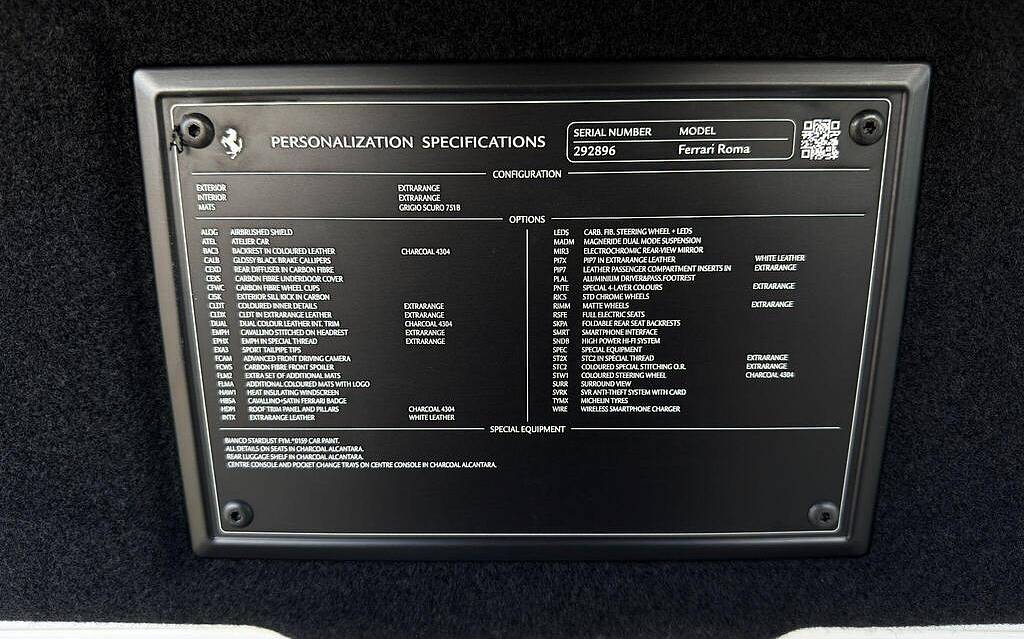 PERSONALIZATION SPECIFICATIONS
SERIAL NUMBER MODEL
292896 Ferrari Roma
CONFIGURATION
EXTERIOR EXTRARANGE
INTERIOR EXTRARANGE
MATS GRIGIO SCURO 751B
OPTIONS
ALDG AIRBRUSHED SHIELD
ATEL ATELIER CAR
BAC3 BACKREST IN COLOURED LEATHER CHARCOAL 4304
CALB GLOSSY BLACK BRAKE CALLIPERS
CEXD REAR DIFFUSER IN CARBON FIBRE
CEXS CARBON FIBRE UNDERDOOR COVER
CFWC CARBON FIBRE WHEEL CUPS
CISK EXTERIOR SILL KICK IN CARBON
CLDT COLOURED INNER DETAILS EXTRARANGE
CLDX CLDT IN EXTRARANGE LEATHER EXTRARANGE
DUAL DUAL COLOUR LEATHER INT. TRIM CHARCOAL 4304
EMPH CAVALLINO STITCHED ON HEADREST EXTRARANGE
EPHX EMPH IN SPECIAL THREAD EXTRARANGE
EXA3 SPORT TAILPIPE TIPS
FCAM ADVANCED FRONT DRIVING CAMERA
FCWS CARBON FIBRE FRONT SPOILER
FLM2 EXTRA SET OF ADDITIONAL MATS
FLMA ADDITIONAL COLOURED MATS WITH LOGO
HAW1 HEAT INSULATING WINDSCREEN
HBSA CAVALLINO+SATIN FERRARI BADGE
HDP1 ROOF TRIM PANEL AND PILLARS CHARCOAL 4304
INTX EXTRARANGE LEATHER WHITE LEATHER
LEDS CARB. FIB. STEERING WHEEL + LEDS
MADM MAGNERIDE DUAL MODE SUSPENSION
MIR3 ELECTROCHROMIC REAR-VIEW MIRROR
PI7X PIP7 IN EXTRARANGE LEATHER WHITE LEATHER
PIP7 LEATHER PASSENGER COMPARTMENT INSERTS IN EXTRARANGE
PLAL ALUMINIUM DRIVER&PASS.FOOTREST
PNTE SPECIAL 4-LAYER COLOURS EXTRARANGE
RICS STD CHROME WHEELS
RIMM MATTE WHEELS EXTRARANGE
RSFE FULL ELECTRIC SEATS
SKPA FOLDABLE REAR SEAT BACKRESTS
SMRT SMARTPHONE INTERFACE
SNDB HIGH POWER HI-FI SYSTEM
SPEC SPECIAL EQUIPMENT
ST2X STC2 IN SPECIAL THREAD EXTRARANGE
STC2 COLOURED SPECIAL STITCHING O.R. EXTRARANGE
STW1 COLOURED STEERING WHEEL CHARCOAL 4304
SURR SURROUND VIEW
SVRK SVR ANTI-THEFT SYSTEM WITH CARD
TYMX MICHELIN TYRES
WIRE WIRELESS SMARTPHONE CHARGER
SPECIAL EQUIPMENT
BIANCO STARDUST FYM.*0159 CAR PAINT.
ALL DETAILS ON SEATS IN CHARCOAL ALCANTARA.
REAR LUGGAGE SHELF IN CHARCOAL ALCANTARA.
CENTRE CONSOLE AND POCKET CHANGE TRAYS ON CENTRE CONSOLE IN CHARCOAL ALCANTARA.